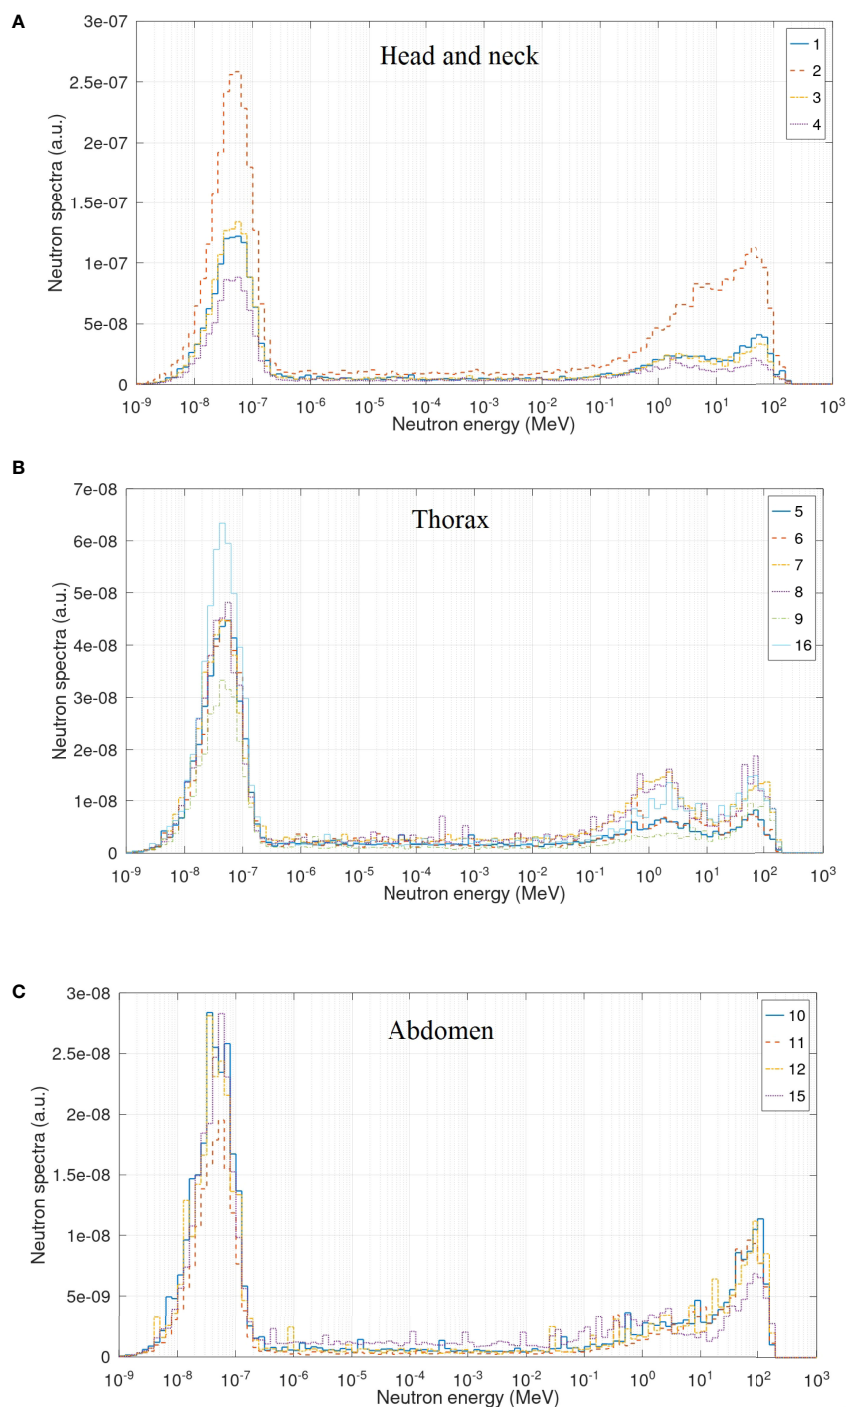 A
3e-07
2.5e-07
2e-07
1.5e-07
1e-07
5e-08
0
Neutron spectra (a.u.)
Head and neck
1
2
3
4
10⁻⁹ 10⁻⁸ 10⁻⁷ 10⁻⁶ 10⁻⁵ 10⁻⁴ 10⁻³ 10⁻² 10⁻¹ 10⁰ 10¹ 10² 10³
Neutron energy (MeV)
B
7e-08
6e-08
5e-08
4e-08
3e-08
2e-08
1e-08
0
Neutron spectra (a.u.)
Thorax
5
6
7
8
9
16
10⁻⁹ 10⁻⁸ 10⁻⁷ 10⁻⁶ 10⁻⁵ 10⁻⁴ 10⁻³ 10⁻² 10⁻¹ 10⁰ 10¹ 10² 10³
Neutron energy (MeV)
C
3e-08
2.5e-08
2e-08
1.5e-08
1e-08
5e-09
0
Neutron spectra (a.u.)
Abdomen
10
11
12
15
10⁻⁹ 10⁻⁸ 10⁻⁷ 10⁻⁶ 10⁻⁵ 10⁻⁴ 10⁻³ 10⁻² 10⁻¹ 10⁰ 10¹ 10² 10³
Neutron energy (MeV)